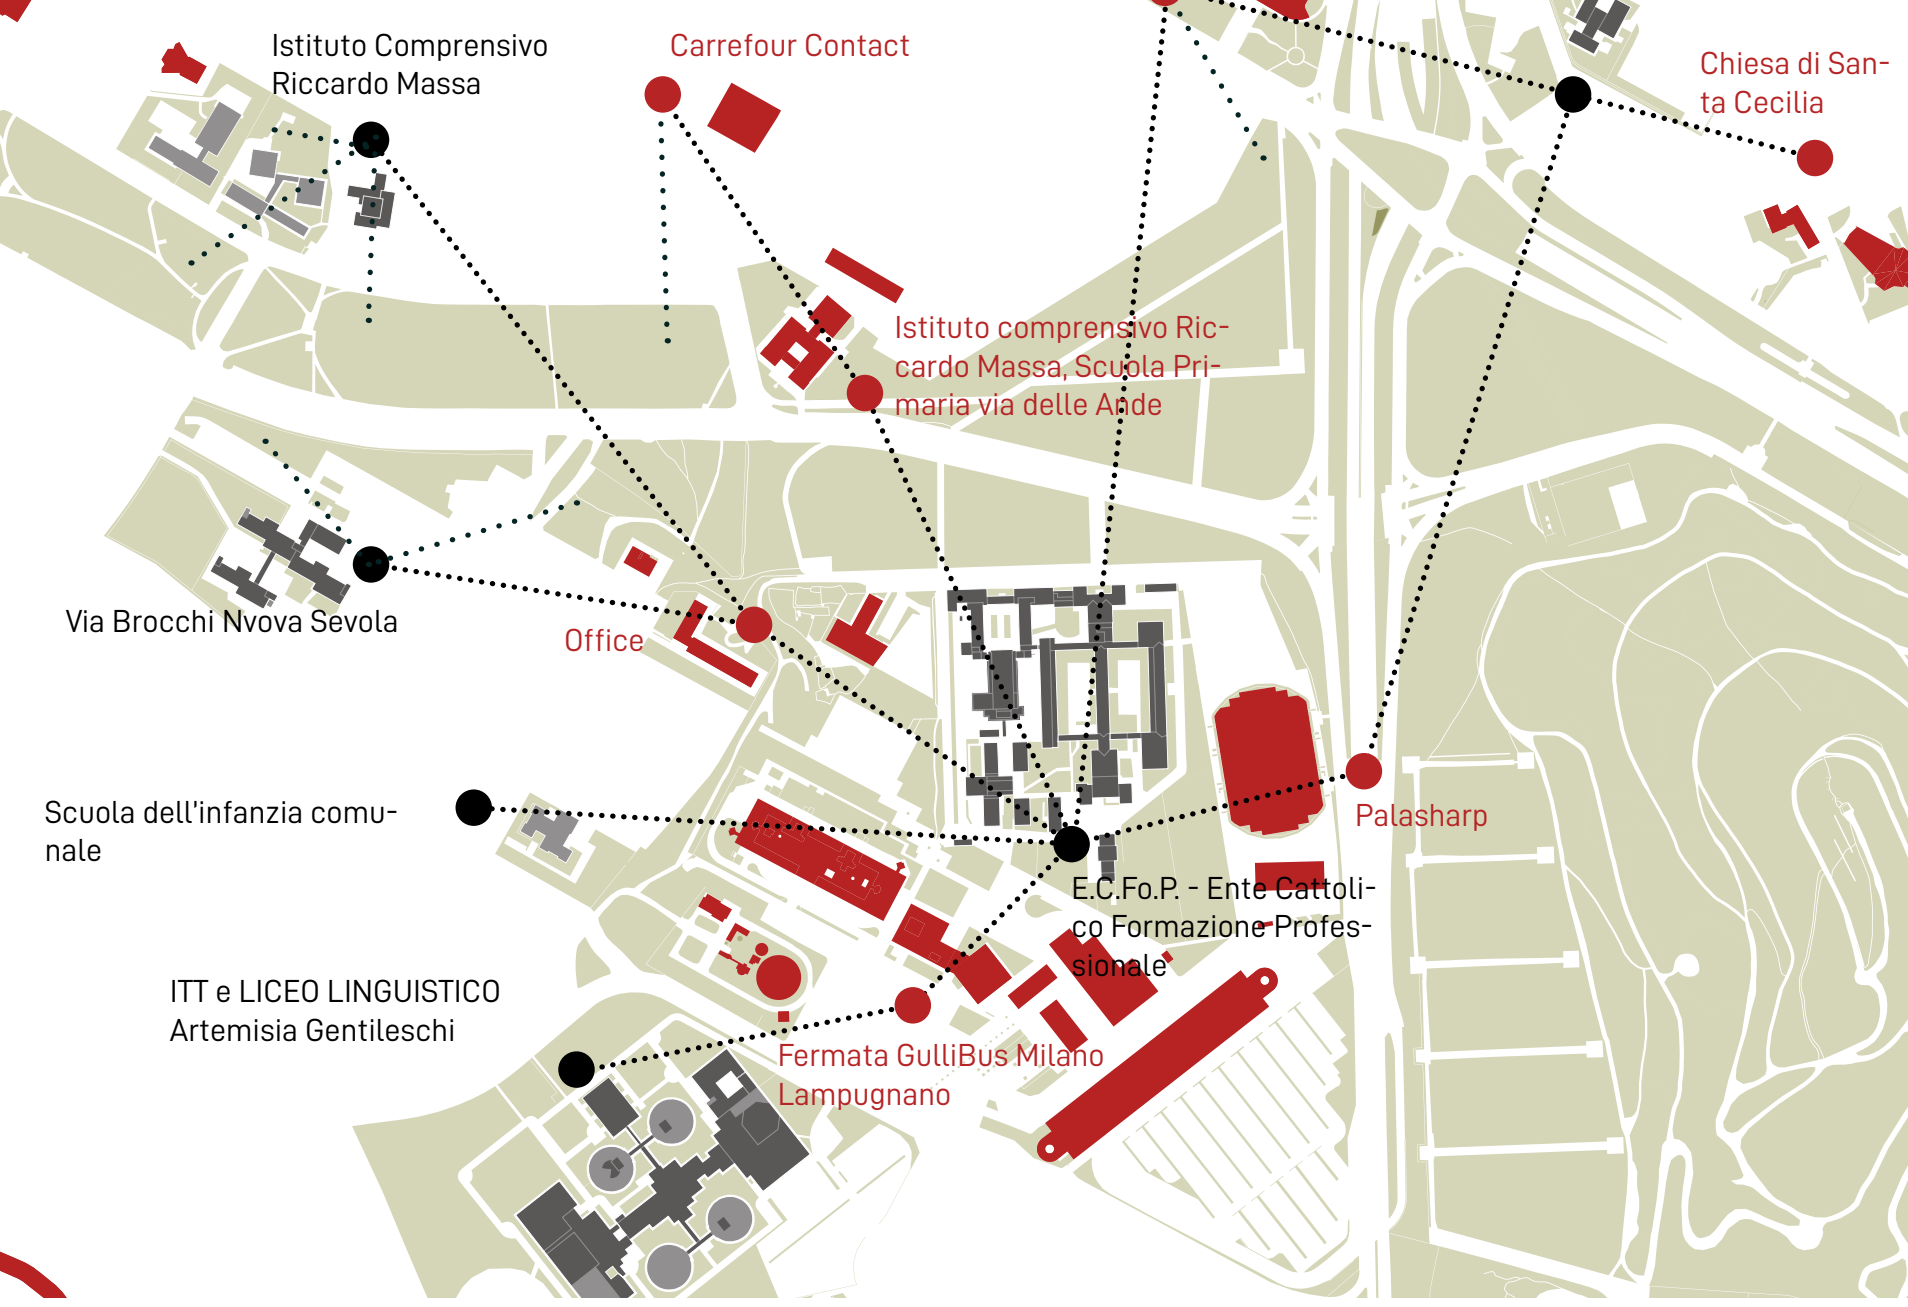 Istituto Comprensivo
Riccardo Massa
Carrefour Contact
Chiesa di San-
ta Cecilia
Istituto comprensivo Ric-
cardo Massa, Scuola Pri-
maria via delle Ande
Via Brocchi Nvova Sevola
Office
Scuola dell'infanzia comu-
nale
Palasharp
E.C.Fo.P. - Ente Cattoli-
co Formazione Profes-
sionale
ITT e LICEO LINGUISTICO
Artemisia Gentileschi
Fermata GulliBus Milano
Lampugnano